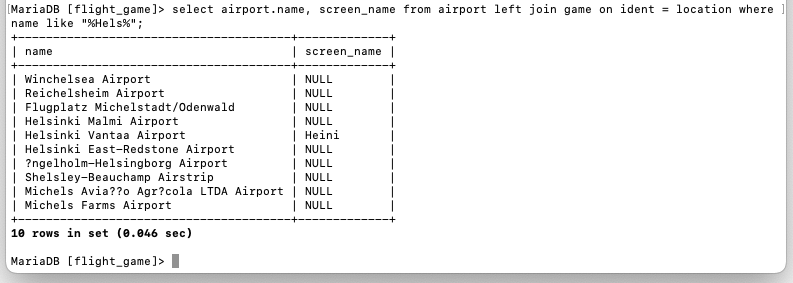 [MariaDB [flight_game]> select airport.name, screen_name from airport left join game on ident = location where ]
name like "%Hels%";
+---------------------------------------+-------------+
| name                                  | screen_name |
+---------------------------------------+-------------+
| Winchelsea Airport                    | NULL        |
| Reichelsheim Airport                  | NULL        |
| Flugplatz Michelstadt/Odenwald        | NULL        |
| Helsinki Malmi Airport                | NULL        |
| Helsinki Vantaa Airport               | Heini       |
| Helsinki East-Redstone Airport        | NULL        |
| ?ngelholm-Helsingborg Airport         | NULL        |
| Shelsley-Beauchamp Airstrip           | NULL        |
| Michels Avia??o Agr?cola LTDA Airport | NULL        |
| Michels Farms Airport                 | NULL        |
+---------------------------------------+-------------+
10 rows in set (0.046 sec)
MariaDB [flight_game]>